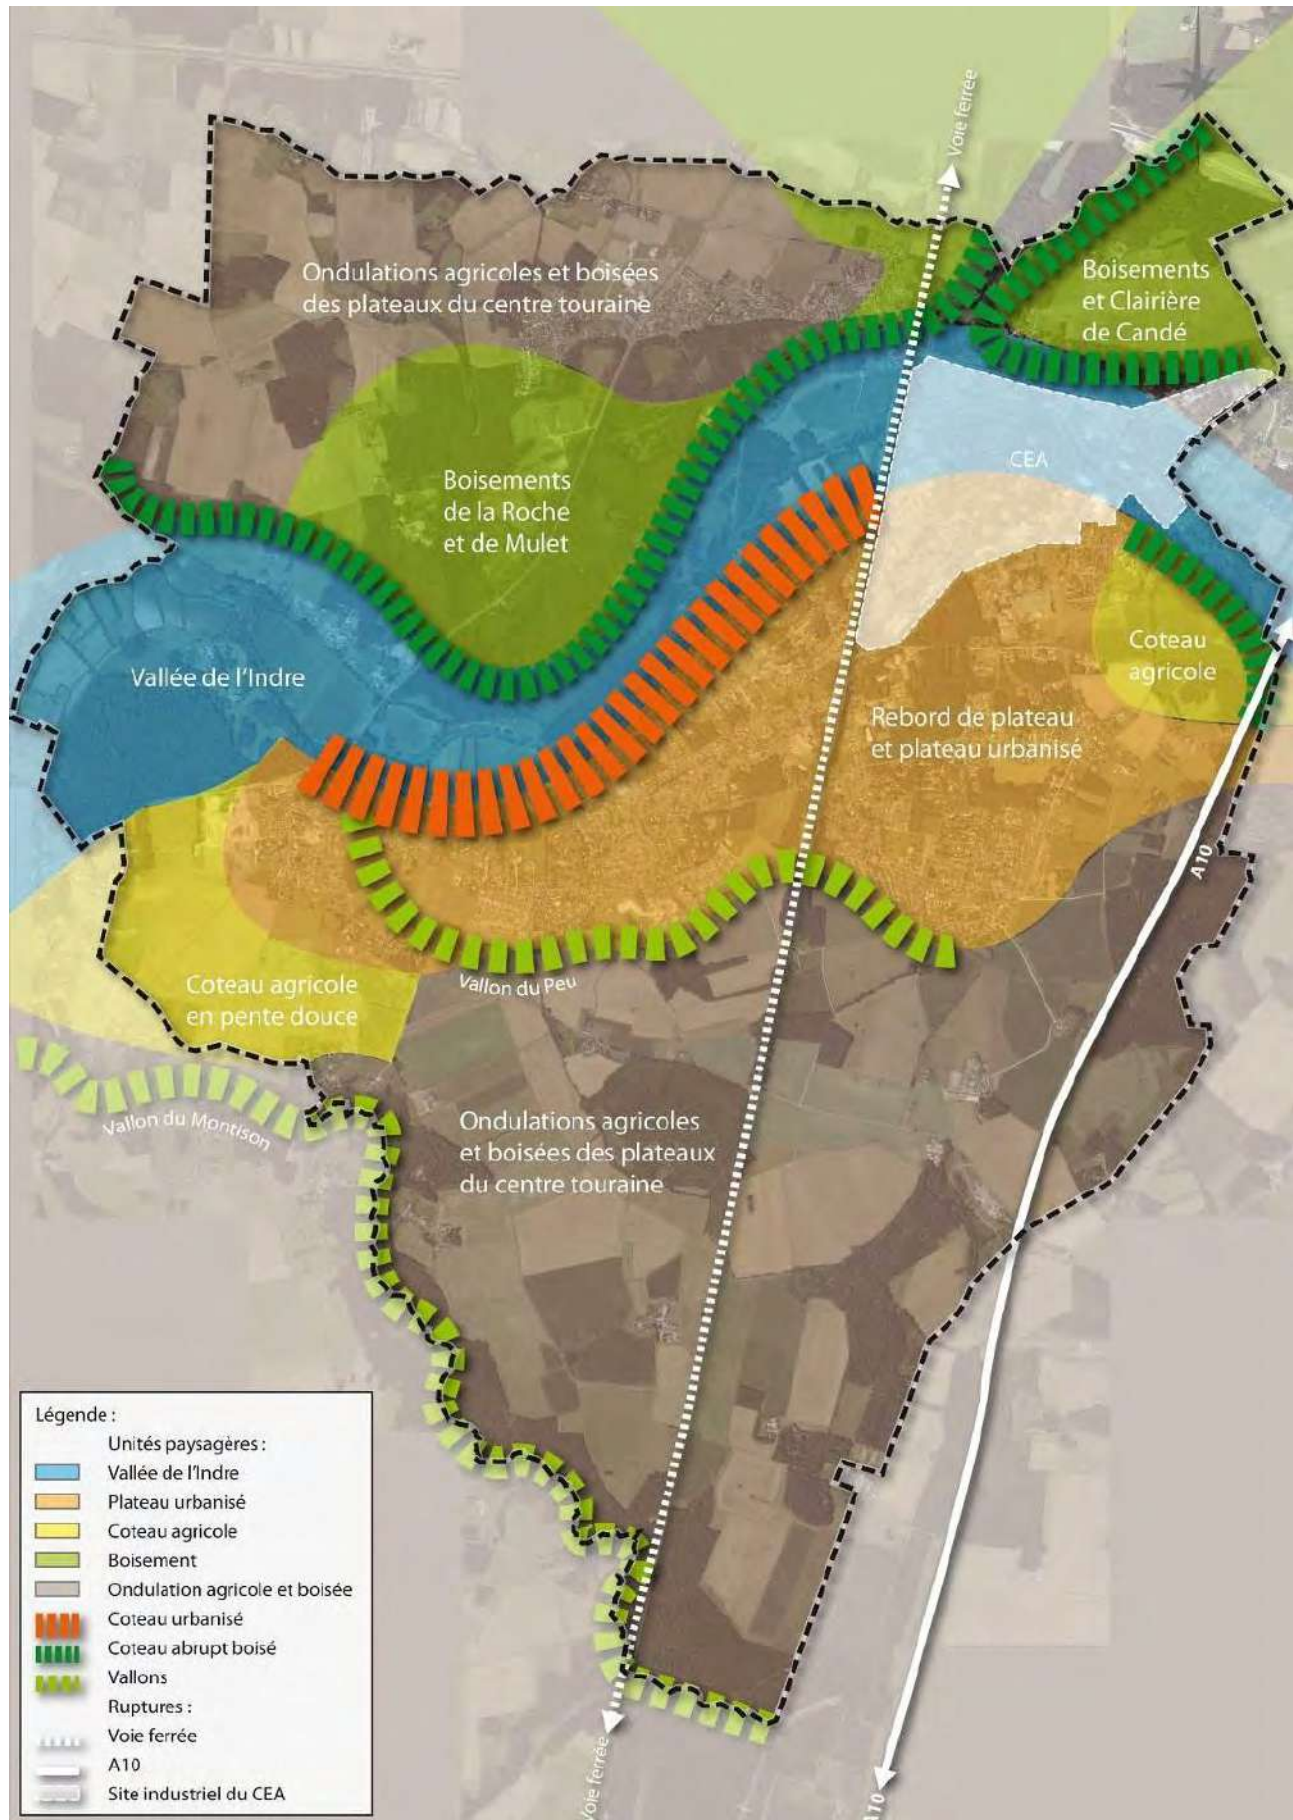 Voie ferrée
Ondulations agricoles et boisées
des plateaux du centre touraine
Boisements
et Clairière
de Candé
CEA
Boisements
de la Roche
et de Mulet
Coteau
agricole
Vallée de l'Indre
Rebord de plateau
et plateau urbanisé
A10
Coteau agricole
en pente douce
Vallon du Peu
Vallon du Montison
Ondulations agricoles
et boisées des plateaux
du centre touraine
Légende :
Unités paysagères :
Vallée de l'Indre
Plateau urbanisé
Coteau agricole
Boisement
Ondulation agricole et boisée
Coteau urbanisé
Coteau abrupt boisé
Vallons
Ruptures :
Voie ferrée
A10
Site industriel du CEA
Voie ferrée
A10